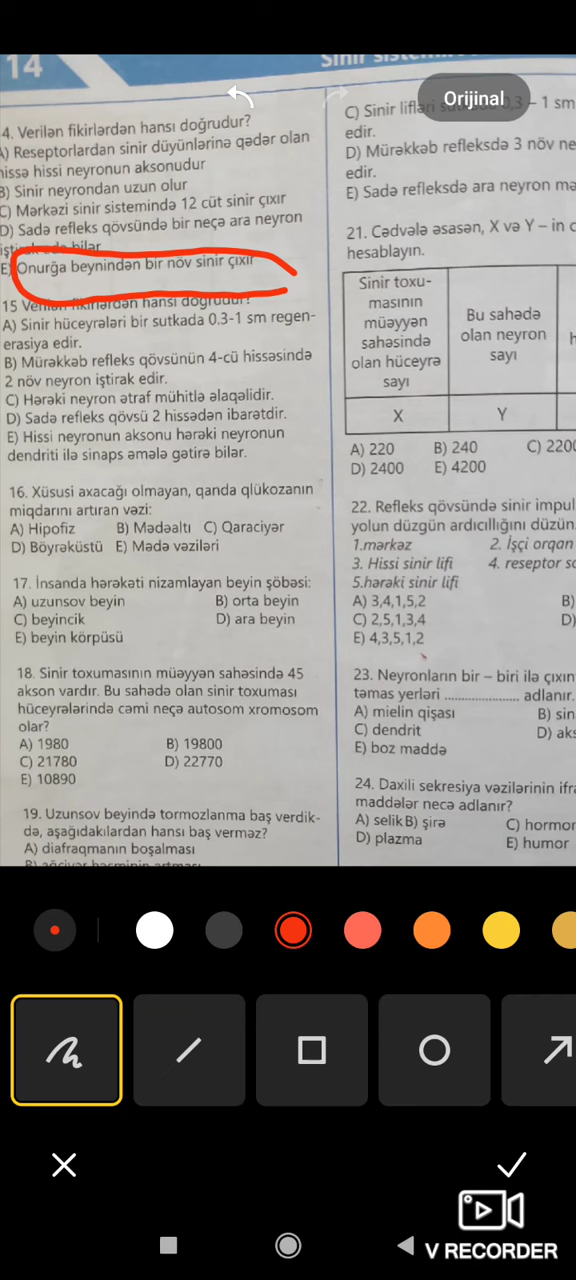 14
Orijinal
4. Verilən fikirlərdən hansı doğrudur?
A) Reseptorlardan sinir düyünlərinə qədər olan
hissə hissi neyronun aksonudur
B) Sinir neyrondan uzun olur
C) Mərkəzi sinir sistemində 12 cüt sinir çıxır
D) Sadə refleks qövsündə bir neçə ara neyron
bilər
E) Onurğa beynindən bir növ sinir çıxır
15 Verilən fikirlərdən hansı doğrudur?
A) Sinir hüceyrələri bir sutkada 0.3-1 sm regen-
erasiya edir.
B) Mürəkkəb refleks qövsünün 4-cü hissəsində
2 növ neyron iştirak edir.
C) Hərəki neyron ətraf mühitlə əlaqəlidir.
D) Sadə refleks qövsü 2 hissədən ibarətdir.
E) Hissi neyronun aksonu hərəki neyronun
dendriti ilə sinaps əmələ gətirə bilər.
16. Xüsusi axacağı olmayan, qanda qlükozanın
miqdarını artıran vəzi:
A) Hipofiz B) Mədəaltı C) Qaraciyər
D) Böyrəküstü E) Mədə vəziləri
17. İnsanda hərəkəti nizamlayan beyin şöbəsi:
A) uzunsov beyin B) orta beyin
C) beyincik D) ara beyin
E) beyin körpüsü
18. Sinir toxumasının müəyyən sahəsində 45
akson vardır. Bu sahədə olan sinir toxuması
hüceyrələrində cəmi neçə autosom xromosom
olar?
A) 1980 B) 19800
C) 21780 D) 22770
E) 10890
19. Uzunsov beyində tormozlanma baş verdik-
də, aşağıdakılardan hansı baş verməz?
A) diafraqmanın boşalması
B) ağciyər həcminin artması
C) Sinir lifləri 0,3 – 1 sm
edir.
D) Mürəkkəb refleksdə 3 növ ne
edir.
E) Sadə refleksdə ara neyron mə
21. Cədvələ əsasən, X və Y – in c
hesablayın.
Sinir toxu-
masının
müəyyən
sahəsində
olan hüceyrə
sayı
Bu sahədə
olan neyron
sayı
X Y
A) 220 B) 240 C) 2200
D) 2400 E) 4200
22. Refleks qövsündə sinir impul
yolun düzgün ardıcıllığını düzün.
1.mərkəz 2. İşçi orqan
3. Hissi sinir lifi 4. reseptor so
5.hərəki sinir lifi
A) 3,4,1,5,2 B)
C) 2,5,1,3,4 D)
E) 4,3,5,1,2
23. Neyronların bir – biri ilə çıxın
təmas yerləri .................. adlanır.
A) mielin qişası B) sin
C) dendrit D) aks
E) boz maddə
24. Daxili sekresiya vəzilərinin ifra
maddələr necə adlanır?
A) selik B) şirə C) hormon
D) plazma E) humor
V RECORDER